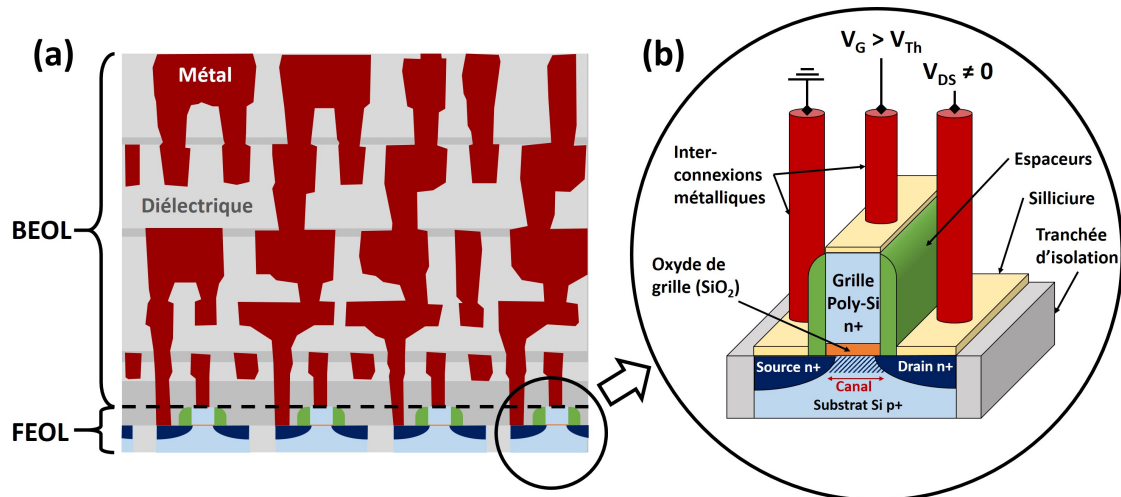 (a)
Métal
Diélectrique
BEOL
FEOL
(b)
V_G > V_Th
V_DS ≠ 0
Inter-
connexions
métalliques
Espaceurs
Silliciure
Tranchée
d'isolation
Oxyde de
grille (SiO₂)
Grille
Poly-Si
n+
Source n+
Drain n+
Canal
Substrat Si p+